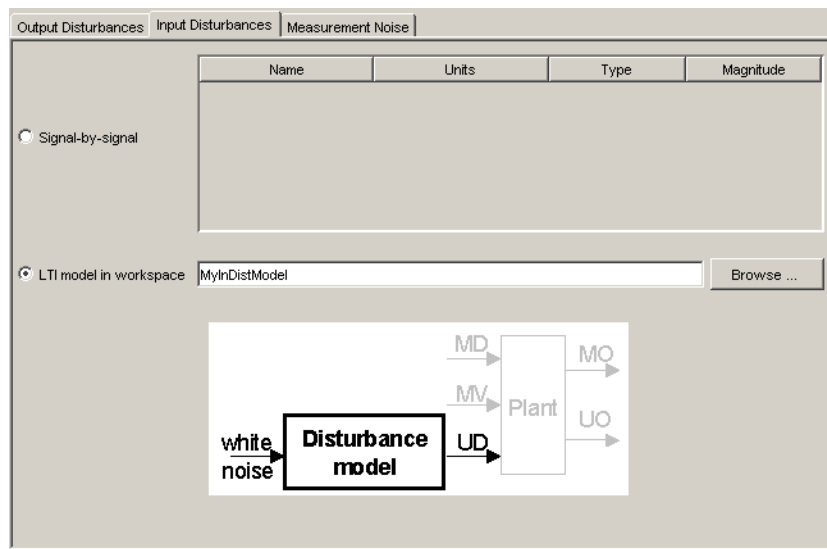 Output Disturbances Input Disturbances Measurement Noise
Name Units Type Magnitude
Signal-by-signal
LTI model in workspace MyInDistModel Browse ...
MD MO
MV Plant
UO
white noise Disturbance model UD